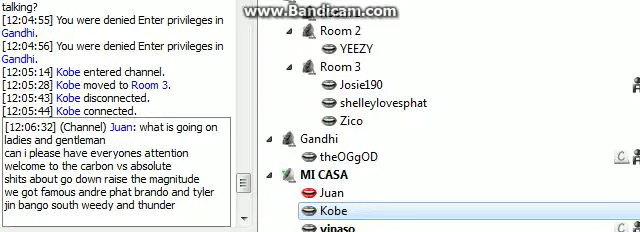 talking?
[12:04:55] You were denied Enter privileges in
Gandhi.
[12:04:56] You were denied Enter privileges in
Gandhi.
[12:05:14] Kobe entered channel.
[12:05:28] Kobe moved to Room 3.
[12:05:43] Kobe disconnected.
[12:05:44] Kobe connected.
[12:06:32] (Channel) Juan: what is going on
ladies and gentleman
can i please have everyones attention
welcome to the carbon vs absolute
shits about go down raise the magnitude
we got famous andre phat brando and tyler
jin bango south weedy and thunder
www.Bandicam.com
Room 2
YEEZY
Room 3
Josie190
shelleylovesphat
Zico
Gandhi
theOGgOD
C
MI CASA
Juan
Kobe
vinaso
C